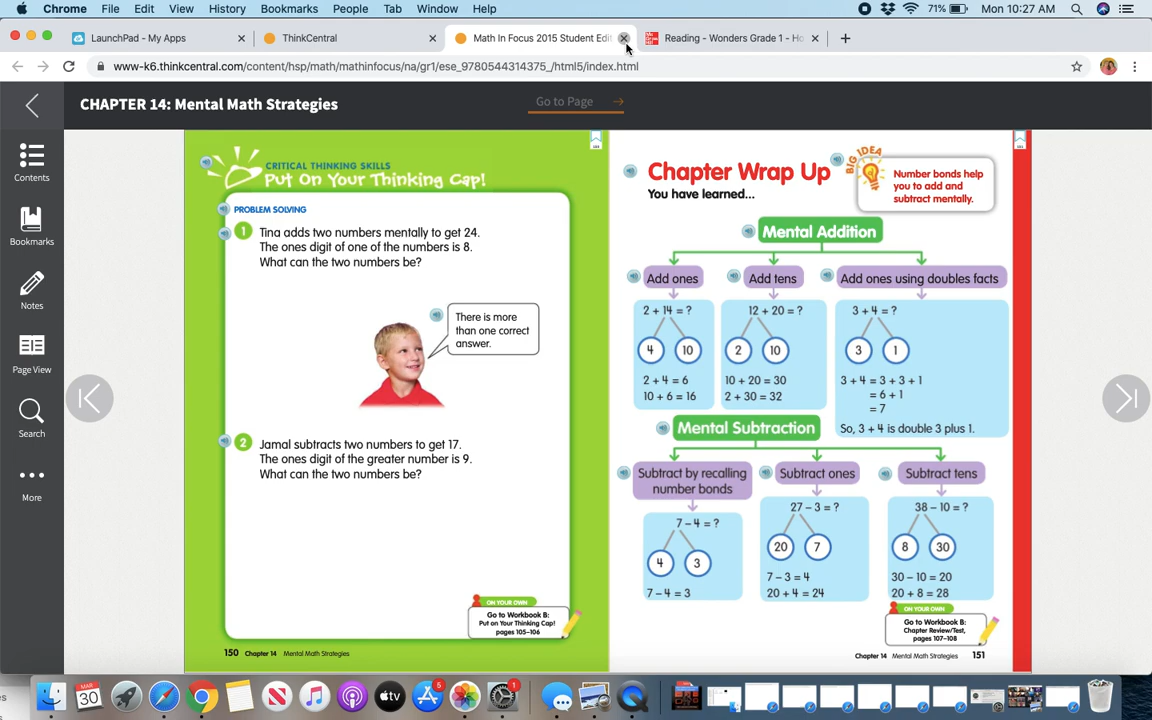 Chrome File Edit View History Bookmarks People Tab Window Help 71% Mon 10:27 AM
LaunchPad - My Apps
ThinkCentral
Math In Focus 2015 Student Edit
Reading - Wonders Grade 1 - Ho
www-k6.thinkcentral.com/content/hsp/math/mathinfocus/na/gr1/ese_9780544314375_/html5/index.html
CHAPTER 14: Mental Math Strategies
Go to Page
Contents
Bookmarks
Notes
Page View
Search
More
CRITICAL THINKING SKILLS
Put On Your Thinking Cap!
PROBLEM SOLVING
1 Tina adds two numbers mentally to get 24.
The ones digit of one of the numbers is 8.
What can the two numbers be?
There is more
than one correct
answer.
2 Jamal subtracts two numbers to get 17.
The ones digit of the greater number is 9.
What can the two numbers be?
ON YOUR OWN
Go to Workbook B:
Put on Your Thinking Cap!
pages 105–106
150 Chapter 14 Mental Math Strategies
Chapter Wrap Up
You have learned...
BIG IDEA
Number bonds help
you to add and
subtract mentally.
Mental Addition
Add ones
2 + 14 = ?
4 10
2 + 4 = 6
10 + 6 = 16
Add tens
12 + 20 = ?
2 10
10 + 20 = 30
2 + 30 = 32
Add ones using doubles facts
3 + 4 = ?
3 1
3 + 4 = 3 + 3 + 1
= 6 + 1
= 7
So, 3 + 4 is double 3 plus 1.
Mental Subtraction
Subtract by recalling
number bonds
7 – 4 = ?
4 3
7 – 4 = 3
Subtract ones
27 – 3 = ?
20 7
7 – 3 = 4
20 + 4 = 24
Subtract tens
38 – 10 = ?
8 30
30 – 10 = 20
20 + 8 = 28
ON YOUR OWN
Go to Workbook B:
Chapter Review/Test,
pages 107–108
Chapter 14 Mental Math Strategies 151
es
MAR
30
tv
5
1